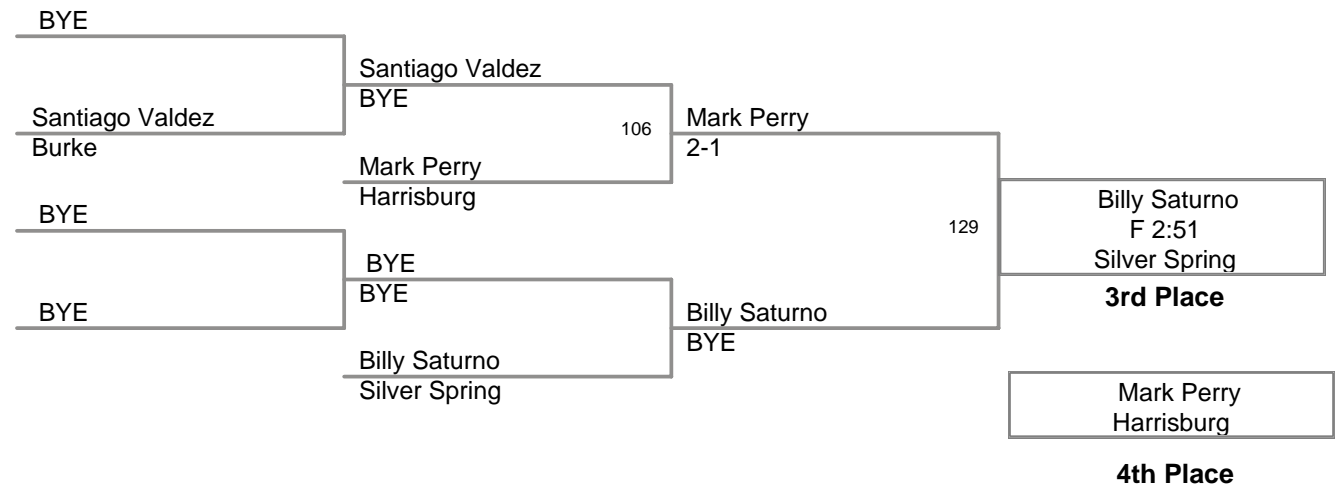 BYE
Santiago Valdez
BYE
Santiago Valdez
Burke
106
Mark Perry
2-1
Mark Perry
Harrisburg
BYE
129
Billy Saturno
F 2:51
Silver Spring
3rd Place
BYE
BYE
BYE
Billy Saturno
BYE
Billy Saturno
Silver Spring
Mark Perry
Harrisburg
4th Place